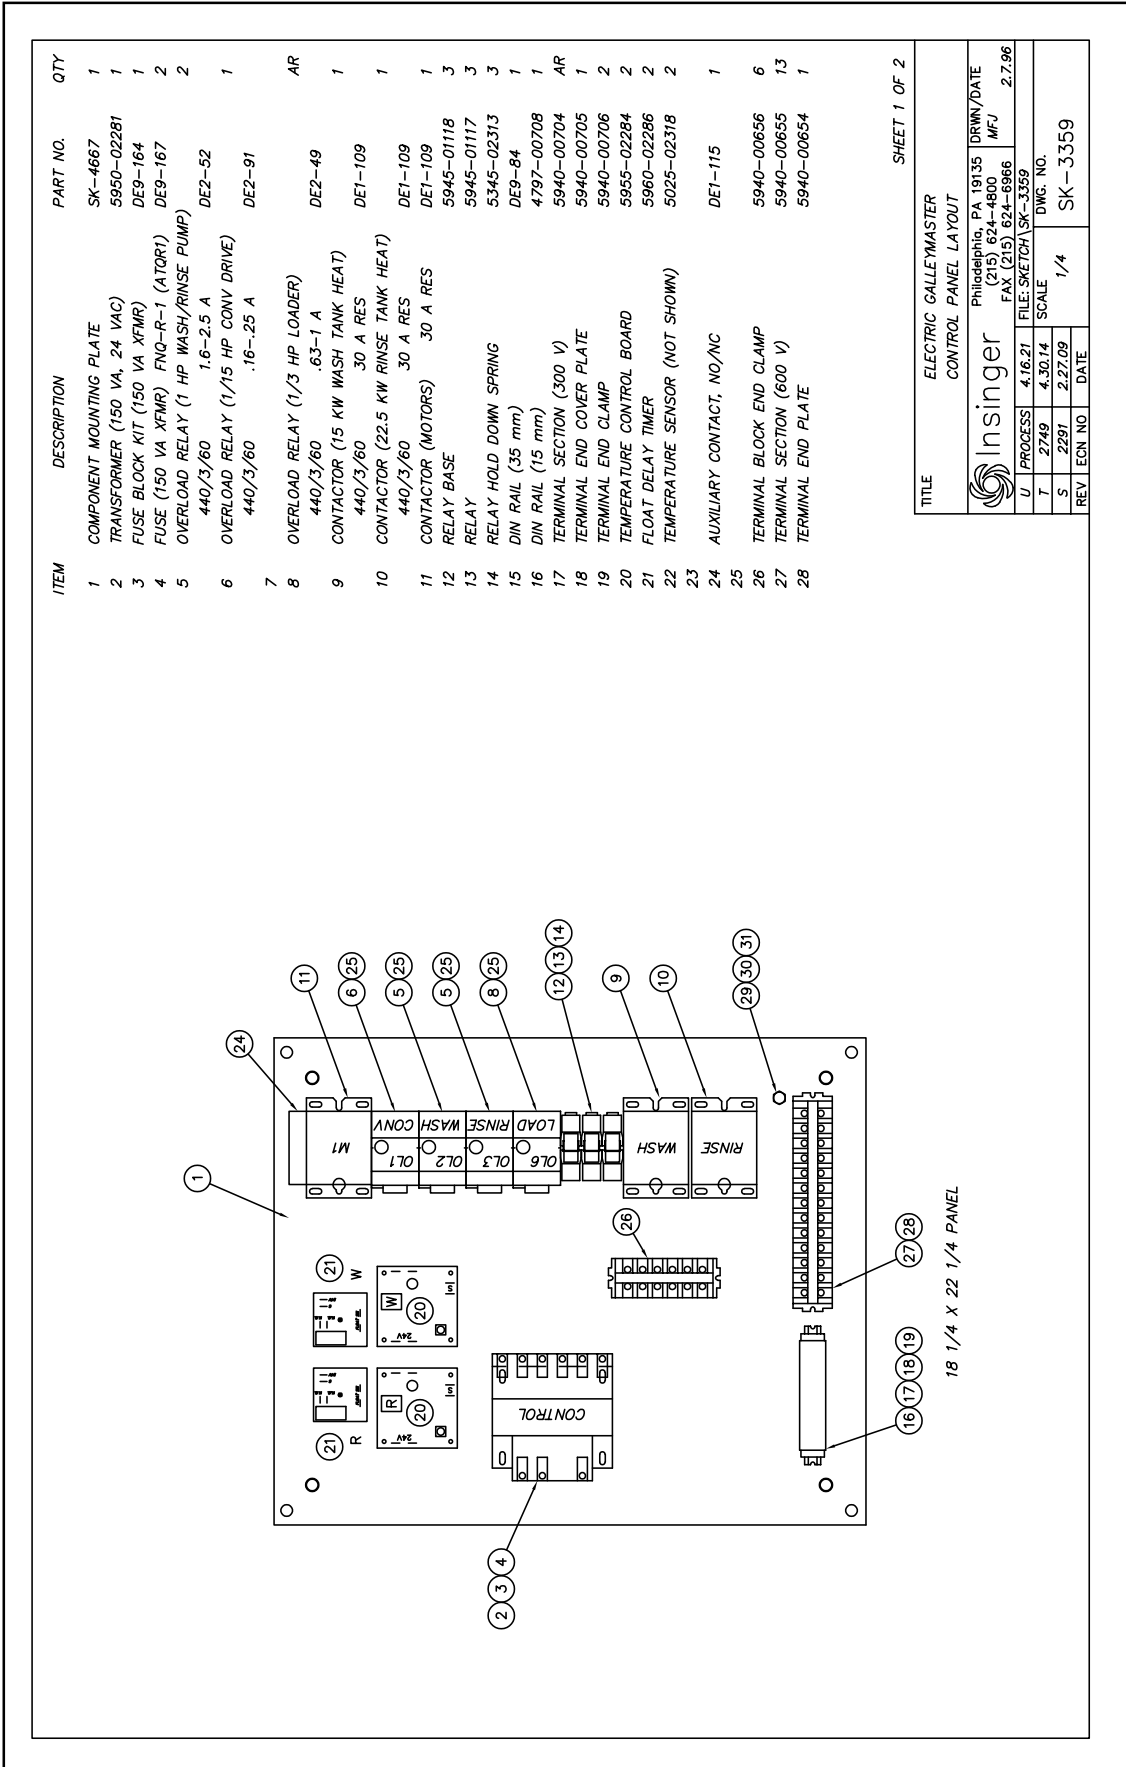 ITEM DESCRIPTION PART NO. QTY
1 COMPONENT MOUNTING PLATE SK-4667 1
2 TRANSFORMER (150 VA, 24 VAC) 5950-02281 1
3 FUSE BLOCK KIT (150 VA XFMR) DE9-164 1
4 FUSE (150 VA XFMR) FNQ-R-1 (ATQR1) DE9-167 2
5 OVERLOAD RELAY (1 HP WASH/RINSE PUMP) 2
440/3/60 1.6-2.5 A DE2-52
6 OVERLOAD RELAY (1/15 HP CONV DRIVE) 1
440/3/60 .16-.25 A DE2-91
7
8 OVERLOAD RELAY (1/3 HP LOADER) AR
440/3/60 .63-1 A DE2-49
9 CONTACTOR (15 KW WASH TANK HEAT) 1
440/3/60 30 A RES DE1-109
10 CONTACTOR (22.5 KW RINSE TANK HEAT) 1
440/3/60 30 A RES DE1-109
11 CONTACTOR (MOTORS) 30 A RES DE1-109 1
12 RELAY BASE 5945-01118 3
13 RELAY 5945-01117 3
14 RELAY HOLD DOWN SPRING 5345-02313 3
15 DIN RAIL (35 mm) DE9-84 1
16 DIN RAIL (15 mm) 4797-00708 1
17 TERMINAL SECTION (300 V) 5940-00704 AR
18 TERMINAL END COVER PLATE 5940-00705 1
19 TERMINAL END CLAMP 5940-00706 2
20 TEMPERATURE CONTROL BOARD 5955-02284 2
21 FLOAT DELAY TIMER 5960-02286 2
22 TEMPERATURE SENSOR (NOT SHOWN) 5025-02318 2
23
24 AUXILIARY CONTACT, NO/NC DE1-115 1
25
26 TERMINAL BLOCK END CLAMP 5940-00656 6
27 TERMINAL SECTION (600 V) 5940-00655 13
28 TERMINAL END PLATE 5940-00654 1
1
24
11
6 25
5 25
5 25
8 25
12 13 14
9
10
29 30 31
21 W
21 R
W
20
24V
S
R
20
24V
S
M1
OL1 CONV
OL2 WASH
OL3 RINSE
OL6 LOAD
WASH
RINSE
26
CONTROL
2 3 4
27 28
16 17 18 19
18 1/4 X 22 1/4 PANEL
SHEET 1 OF 2
TITLE
ELECTRIC GALLEYMASTER
CONTROL PANEL LAYOUT
Insinger
Philadelphia, PA 19135
(215) 624-4800
FAX (215) 624-6966
DRWN/DATE
MFJ 2.7.96
U PROCESS 4.16.21
T 2749 4.30.14
S 2291 2.27.09
REV ECN NO DATE
FILE: SKETCH\SK-3359
SCALE
1/4
DWG. NO.
SK-3359